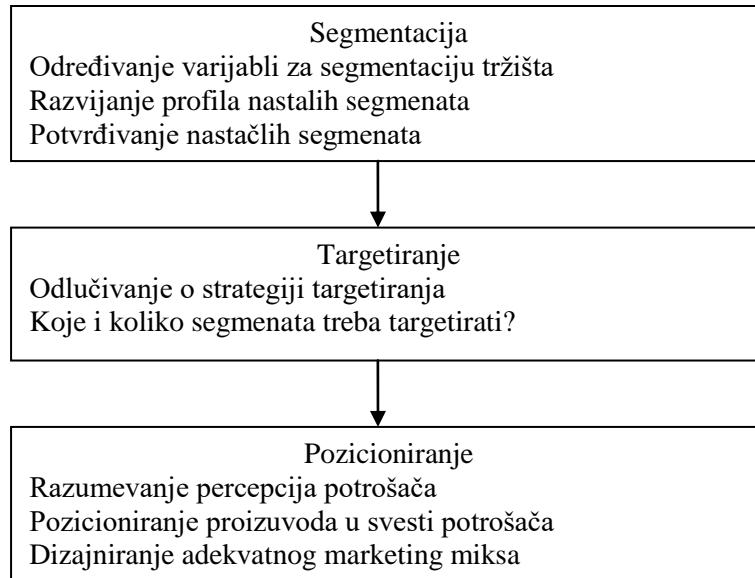 Segmentacija
Određivanje varijabli za segmentaciju tržišta
Razvijanje profila nastalih segmenata
Potvrđivanje nastačlih segmenata
Targetiranje
Odlučivanje o strategiji targetiranja
Koje i koliko segmenata treba targetirati?
Pozicioniranje
Razumevanje percepcija potrošača
Pozicioniranje proizuvoda u svesti potrošača
Dizajniranje adekvatnog marketing miksa